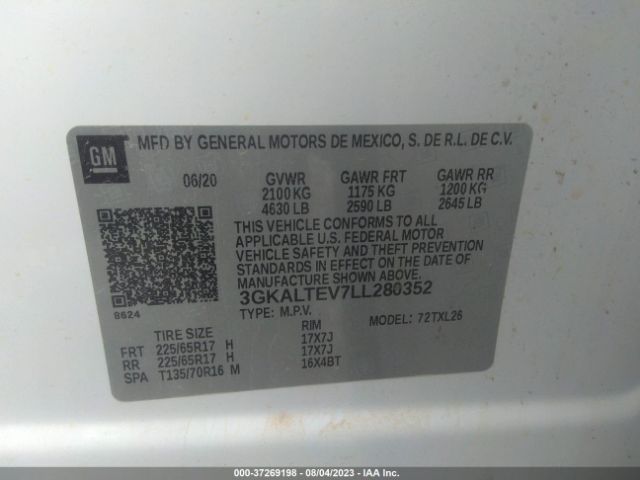 GM
MFD BY GENERAL MOTORS DE MEXICO, S. DE R.L. DE C.V.
06/20 GVWR GAWR FRT GAWR RR
2100 KG 1175 KG 1200 KG
4630 LB 2590 LB 2645 LB
THIS VEHICLE CONFORMS TO ALL
APPLICABLE U.S. FEDERAL MOTOR
VEHICLE SAFETY AND THEFT PREVENTION
STANDARDS IN EFFECT ON THE DATE OF
MANUFACTURE SHOWN ABOVE.
8624
3GKALTEV7LL280352
TYPE: M.P.V. MODEL: 72TXL26
TIRE SIZE RIM
FRT 225/65R17 H 17X7J
RR 225/65R17 H 17X7J
SPA T135/70R16 M 16X4BT
000-37269198 - 08/04/2023 - IAA Inc.